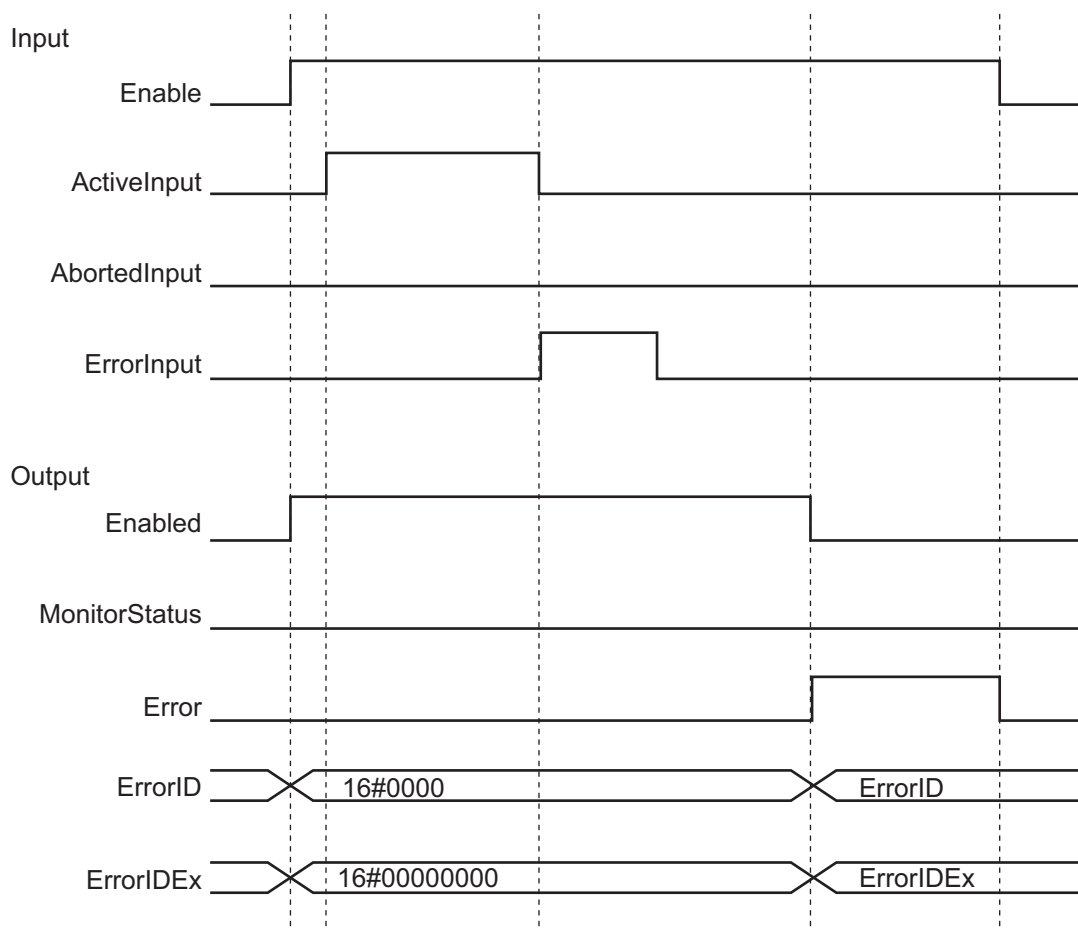 Input
Enable
ActiveInput
AbortedInput
ErrorInput
Output
Enabled
MonitorStatus
Error
ErrorID 16#0000 ErrorID
ErrorIDEx 16#00000000 ErrorIDEx